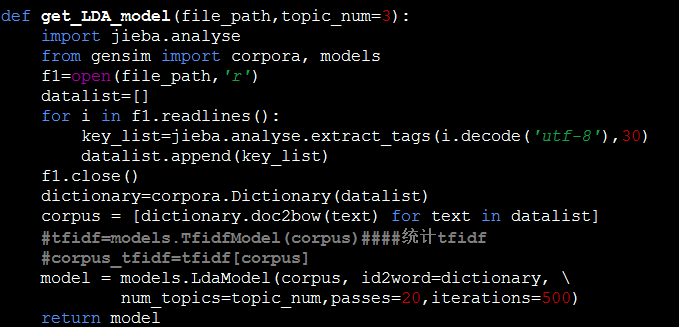 def get_LDA_model(file_path,topic_num=3):
    import jieba.analyse
    from gensim import corpora, models
    f1=open(file_path,'r')
    datalist=[]
    for i in f1.readlines():
        key_list=jieba.analyse.extract_tags(i.decode('utf-8'),30)
        datalist.append(key_list)
    f1.close()
    dictionary=corpora.Dictionary(datalist)
    corpus = [dictionary.doc2bow(text) for text in datalist]
    #tfidf=models.TfidfModel(corpus)####统计tfidf
    #corpus_tfidf=tfidf[corpus]
    model = models.LdaModel(corpus, id2word=dictionary, \
            num_topics=topic_num,passes=20,iterations=500)
    return model